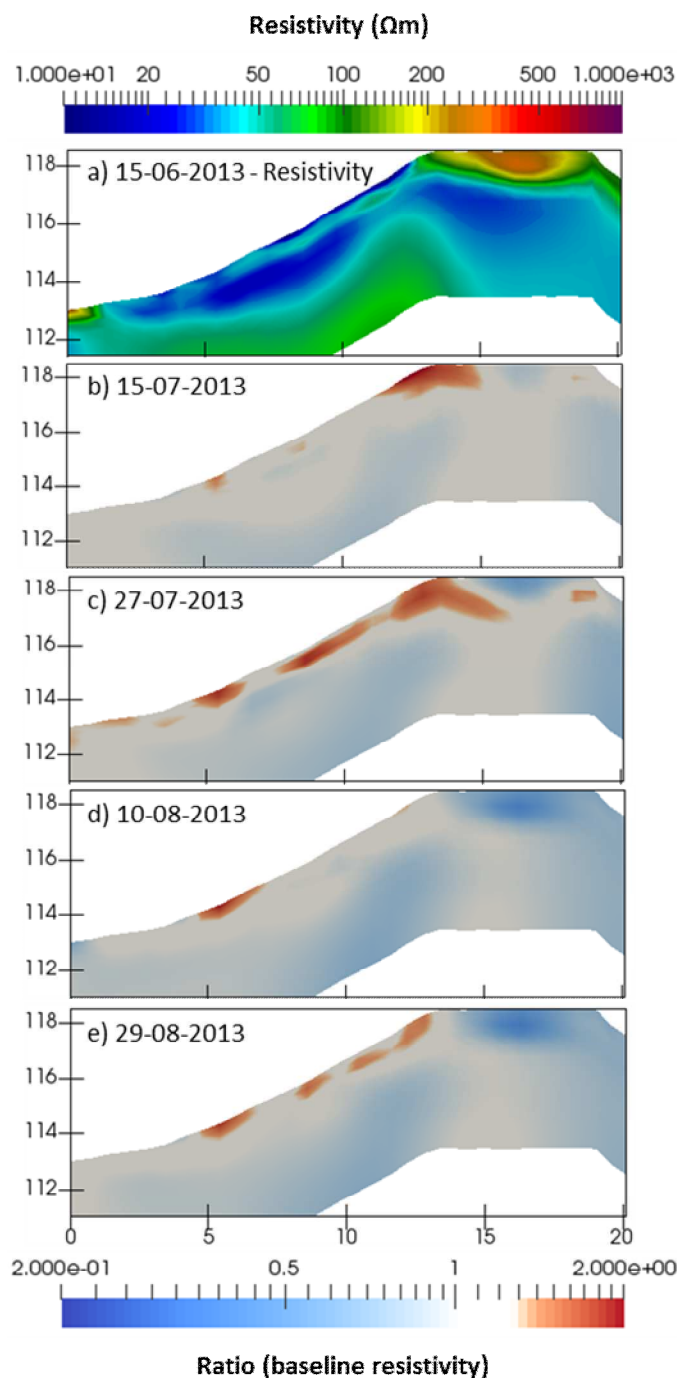 Resistivity (Ωm)
1.000e+01 20 50 100 200 500 1.000e+03
a) 15-06-2013 - Resistivity
118
116
114
112
b) 15-07-2013
118
116
114
112
c) 27-07-2013
118
116
114
112
d) 10-08-2013
118
116
114
112
e) 29-08-2013
118
116
114
112
0 5 10 15 20
2.000e-01 0.5 1 2.000e+00
Ratio (baseline resistivity)